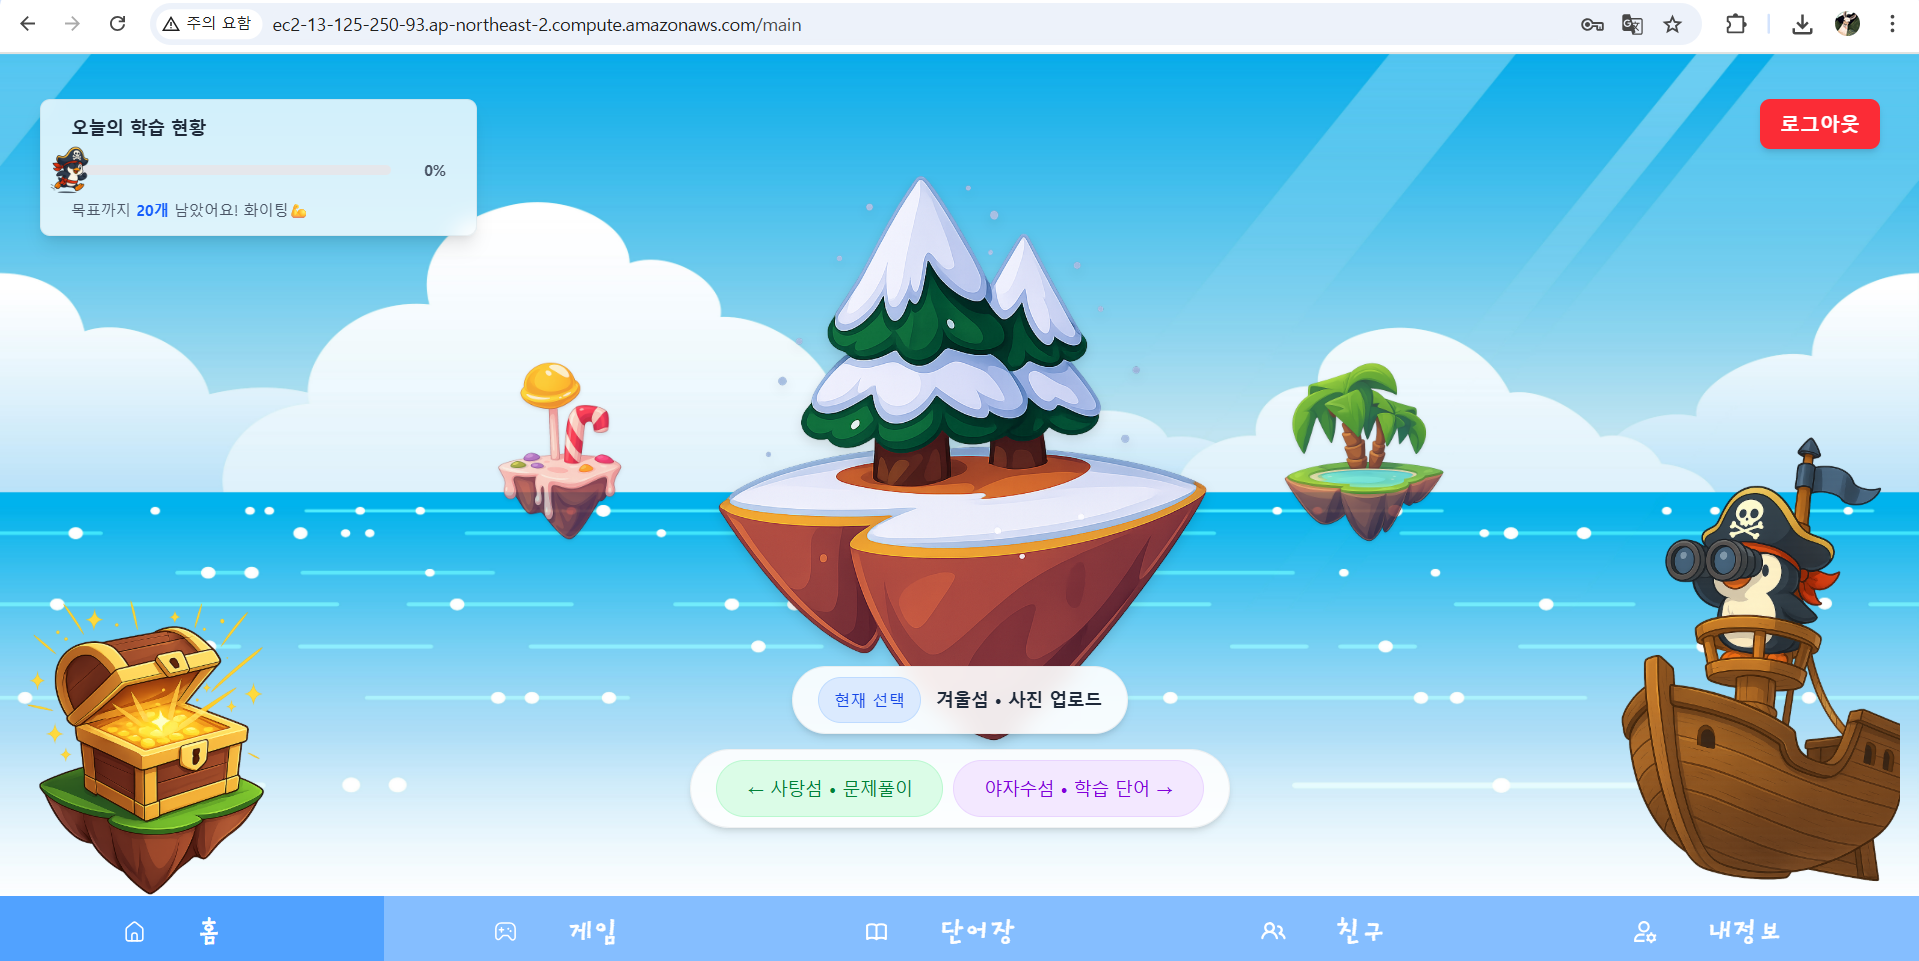 주의 요함
ec2-13-125-250-93.ap-northeast-2.compute.amazonaws.com/main
오늘의 학습 현황
0%
목표까지 20개 남았어요! 화이팅💪
로그아웃
현재 선택 겨울섬 • 사진 업로드
← 사탕섬 • 문제풀이 야자수섬 • 학습 단어 →
홈 게임 단어장 친구 내정보